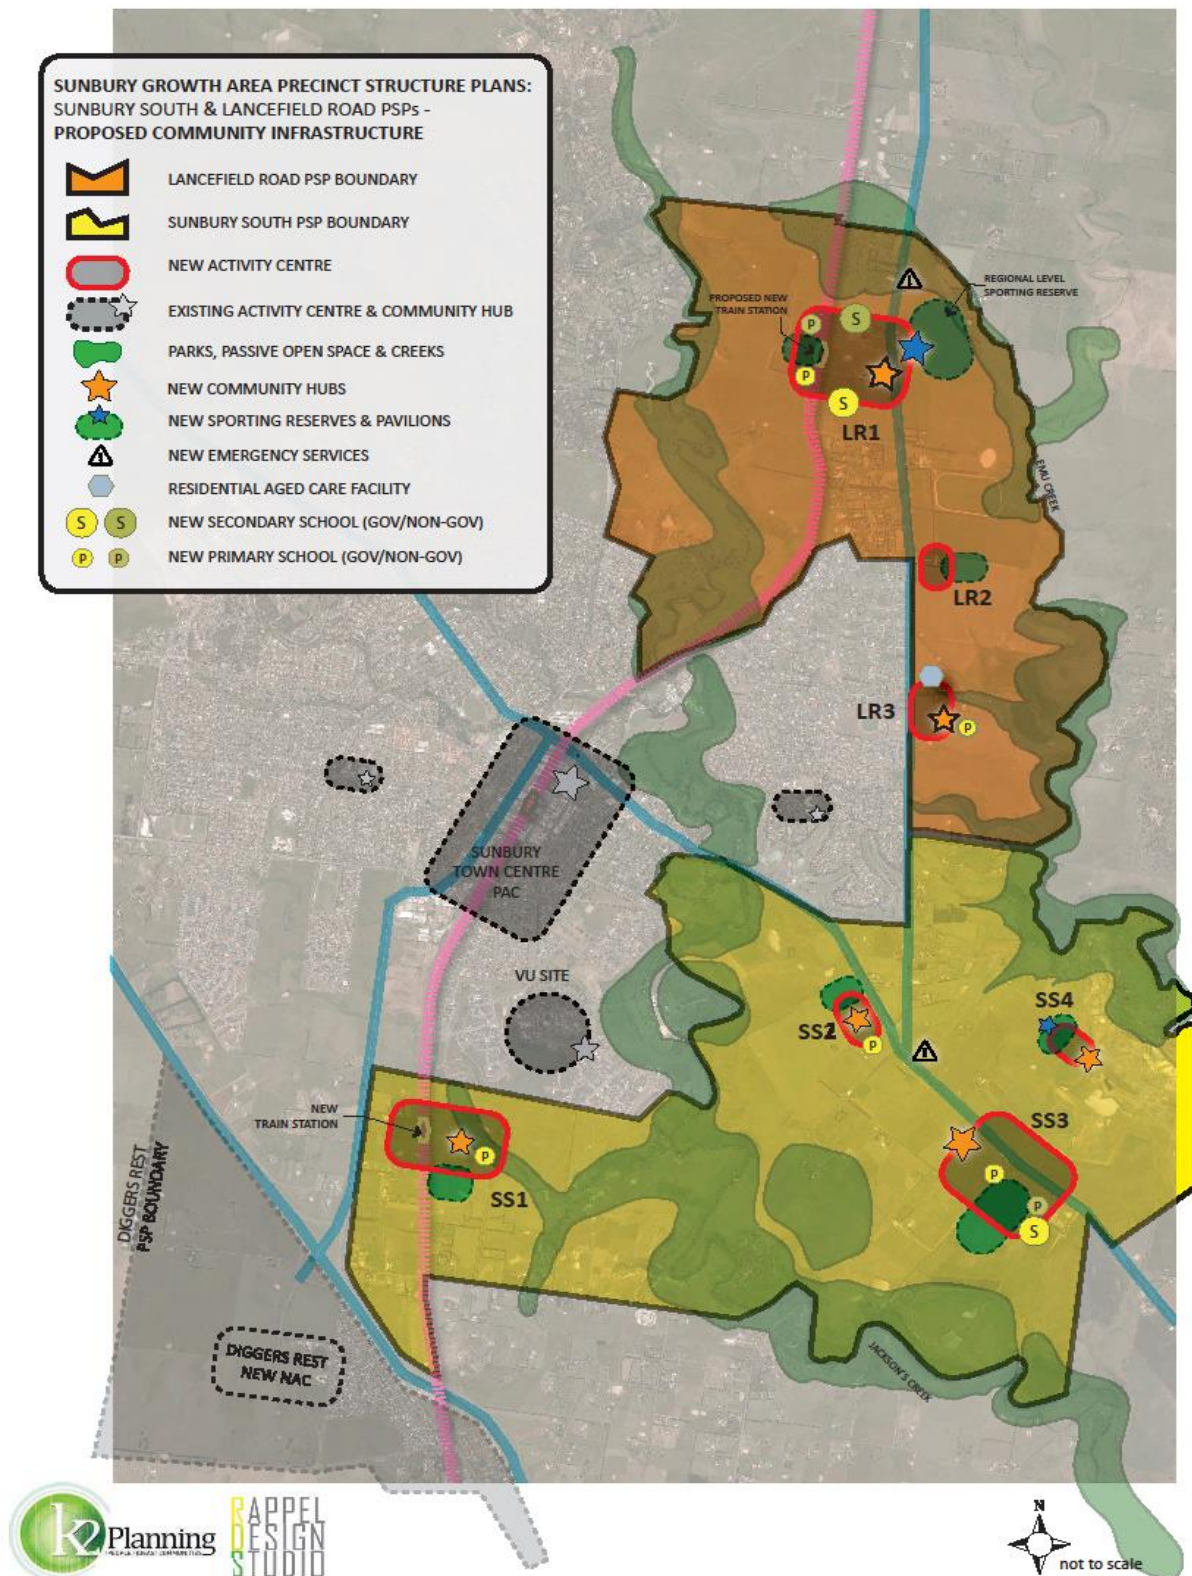 SUNBURY GROWTH AREA PRECINCT STRUCTURE PLANS:
SUNBURY SOUTH & LANCEFIELD ROAD PSPs -
PROPOSED COMMUNITY INFRASTRUCTURE
LANCEFIELD ROAD PSP BOUNDARY
SUNBURY SOUTH PSP BOUNDARY
NEW ACTIVITY CENTRE
EXISTING ACTIVITY CENTRE & COMMUNITY HUB
PARKS, PASSIVE OPEN SPACE & CREEKS
NEW COMMUNITY HUBS
NEW SPORTING RESERVES & PAVILIONS
NEW EMERGENCY SERVICES
RESIDENTIAL AGED CARE FACILITY
S S NEW SECONDARY SCHOOL (GOV/NON-GOV)
P P NEW PRIMARY SCHOOL (GOV/NON-GOV)
REGIONAL LEVEL
SPORTING RESERVE
PROPOSED NEW
TRAIN STATION
P
S
P
S
LR1
EMU CREEK
LR2
LR3
P
SUNBURY
TOWN CENTRE
PAC
VU SITE
SS2
P
SS4
NEW
TRAIN STATION
P
SS1
SS3
P
P
S
DIGGERS REST
PSP BOUNDARY
DIGGERS REST
NEW NAC
JACKSON'S CREEK
k2 Planning
RAPPEL
DESIGN
STUDIO
N
not to scale